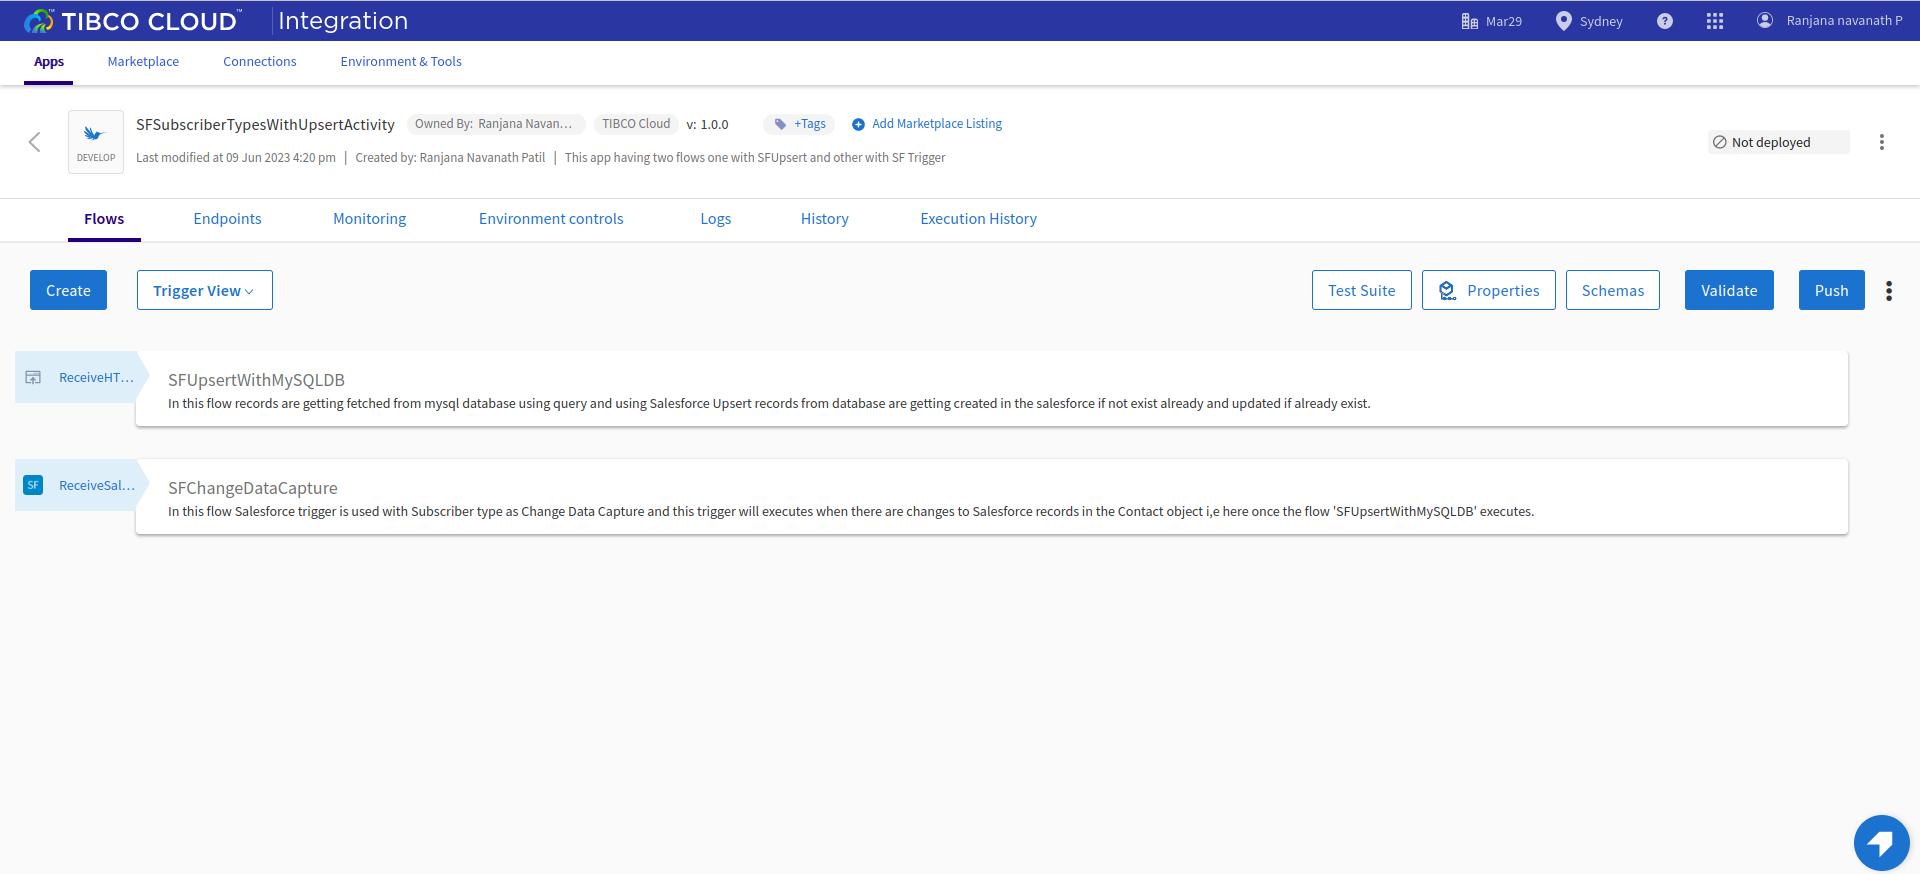 TIBCO CLOUD™ Integration Mar29 Sydney ? Ranjana navanath P
Apps Marketplace Connections Environment & Tools
SFSubscriberTypesWithUpsertActivity Owned By: Ranjana Navan... TIBCO Cloud v: 1.0.0 +Tags Add Marketplace Listing
DEVELOP Last modified at 09 Jun 2023 4:20 pm | Created by: Ranjana Navanath Patil | This app having two flows one with SFUpsert and other with SF Trigger
Not deployed
Flows Endpoints Monitoring Environment controls Logs History Execution History
Create Trigger View Test Suite Properties Schemas Validate Push
ReceiveHT... SFUpsertWithMySQLDB
In this flow records are getting fetched from mysql database using query and using Salesforce Upsert records from database are getting created in the salesforce if not exist already and updated if already exist.
SF ReceiveSal... SFChangeDataCapture
In this flow Salesforce trigger is used with Subscriber type as Change Data Capture and this trigger will executes when there are changes to Salesforce records in the Contact object i,e here once the flow 'SFUpsertWithMySQLDB' executes.